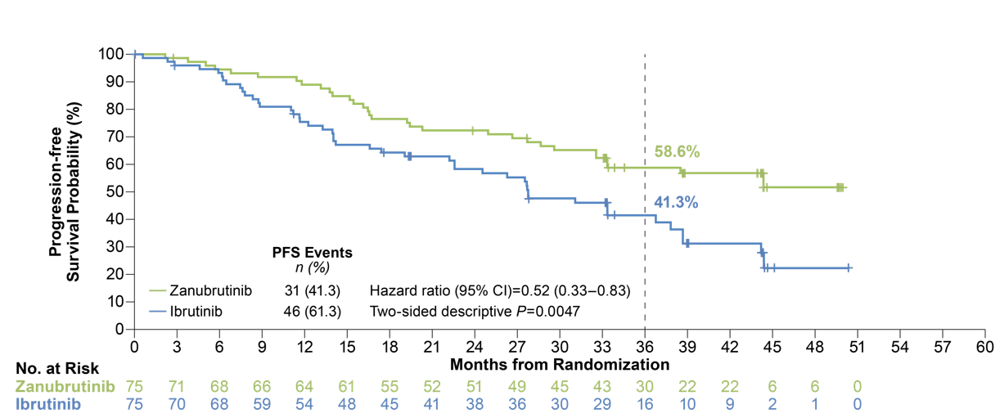 100
90
80
70
60
50
40
30
20
10
0
Progression-free
Survival Probability (%)
58.6%
41.3%
PFS Events
n (%)
Zanubrutinib 31 (41.3) Hazard ratio (95% CI)=0.52 (0.33–0.83)
Ibrutinib 46 (61.3) Two-sided descriptive P=0.0047
0 3 6 9 12 15 18 21 24 27 30 33 36 39 42 45 48 51 54 57 60
Months from Randomization
No. at Risk
Zanubrutinib 75 71 68 66 64 61 55 52 51 49 45 43 30 22 22 6 6 0
Ibrutinib 75 70 68 59 54 48 45 41 38 36 30 29 16 10 9 2 1 0